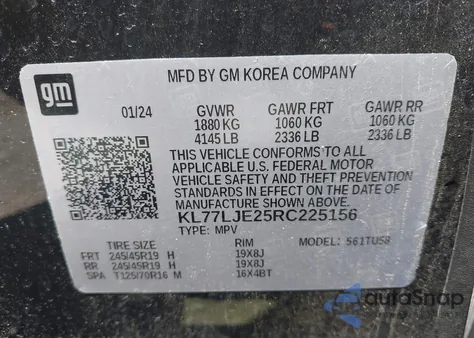 MFD BY GM KOREA COMPANY
gm
01/24 GVWR GAWR FRT GAWR RR
1880 KG 1060 KG 1060 KG
4145 LB 2336 LB 2336 LB
THIS VEHICLE CONFORMS TO ALL
APPLICABLE U.S. FEDERAL MOTOR
VEHICLE SAFETY AND THEFT PREVENTION
STANDARDS IN EFFECT ON THE DATE OF
MANUFACTURE SHOWN ABOVE.
KL77LJE25RC225156
TYPE: MPV MODEL: 561TU58
TIRE SIZE RIM
FRT 245/45R19 H 19X8J
RR 245/45R19 H 19X8J
SPA T125/70R16 M 16X4BT
autoSnap